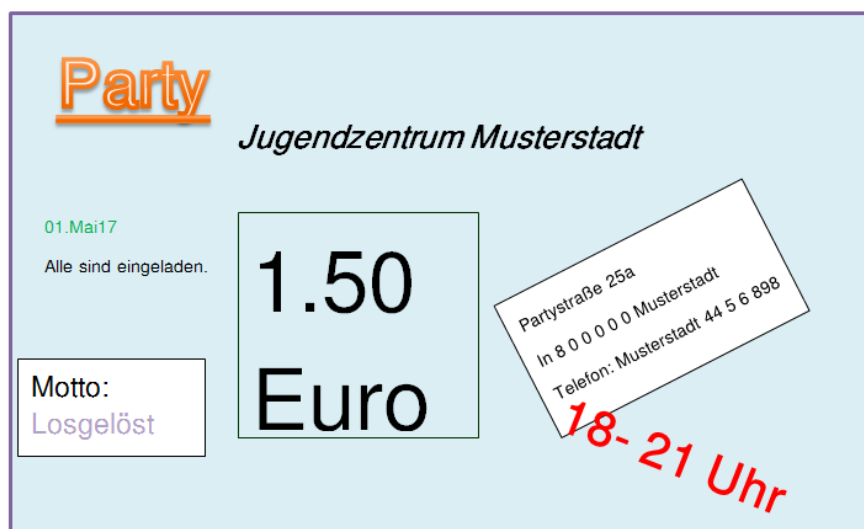 Party
Jugendzentrum Musterstadt
01.Mai17
Alle sind eingeladen.
1.50
Euro
Motto:
Losgelöst
Partystraße 25a
In 8 0 0 0 0 0 Musterstadt
Telefon: Musterstadt 44 5 6 898
18- 21 Uhr